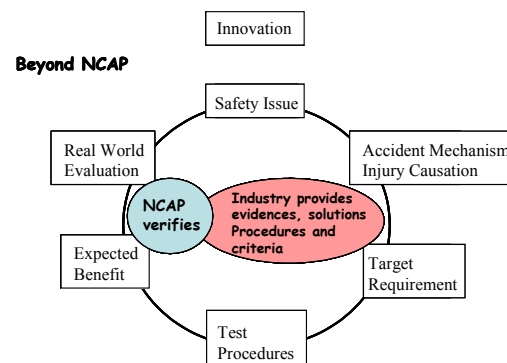 Innovation
Beyond NCAP
Safety Issue
Real World
Evaluation
Accident Mechanism
Injury Causation
NCAP
verifies
Industry provides
evidences, solutions
Procedures and
criteria
Expected
Benefit
Target
Requirement
Test
Procedures